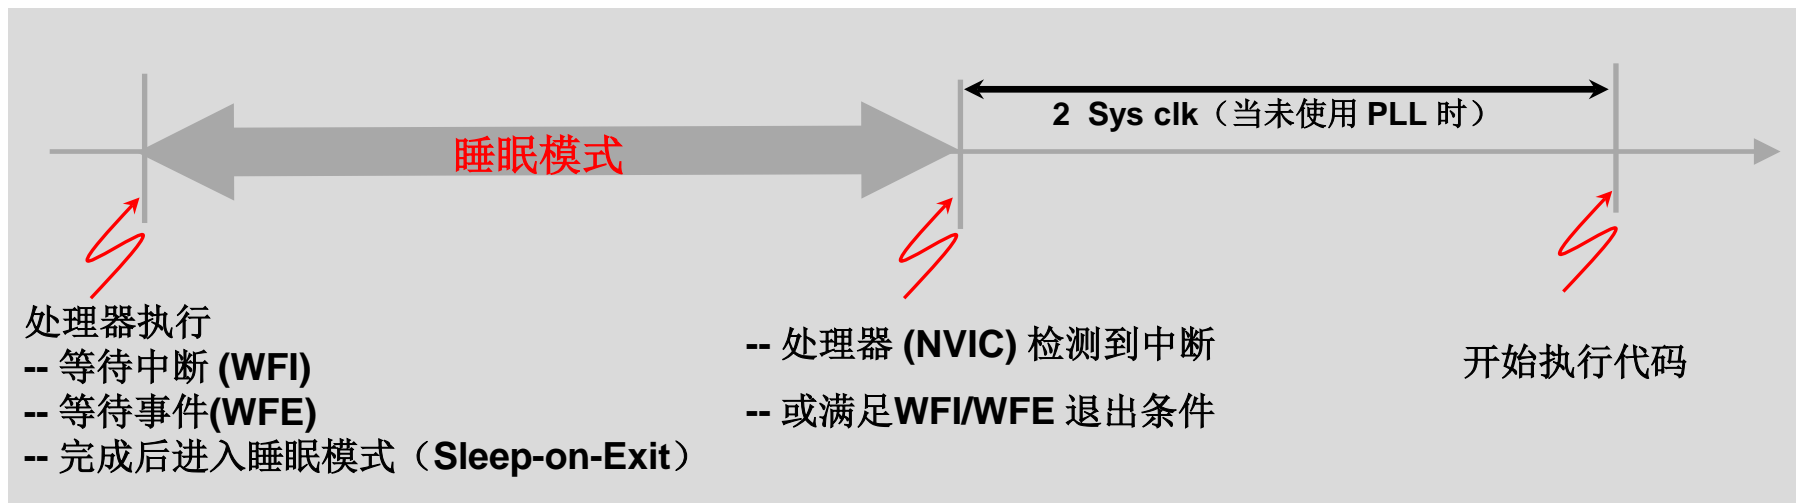 2 Sys clk（当未使用 PLL 时）
睡眠模式
处理器执行
-- 等待中断 (WFI)
-- 等待事件(WFE)
-- 完成后进入睡眠模式（Sleep-on-Exit）
-- 处理器 (NVIC) 检测到中断
-- 或满足WFI/WFE 退出条件
开始执行代码